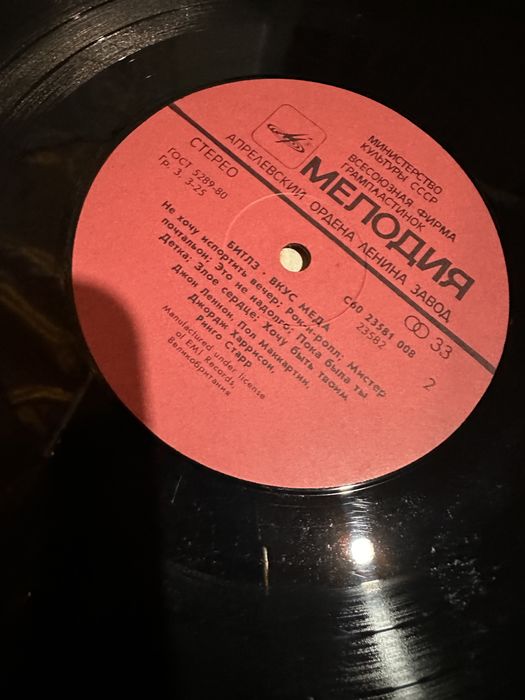 МИНИСТЕРСТВО
КУЛЬТУРЫ СССР
ВСЕСОЮЗНАЯ ФИРМА
ГРАМПЛАСТИНОК
МЕЛОДИЯ
АПРЕЛЕВСКИЙ ОРДЕНА ЛЕНИНА ЗАВОД
СТЕРЕО
ГОСТ 5289-80
Гр. 3. 3-25
33
С60 23581 008
23582
2
БИТЛЗ · ВКУС МЕДА
Не хочу испортить вечер; Рок-н-ролл; Мистер
почтальон; Это не надолго; Пока была ты
Детка; Злое сердце; Хочу быть твоим
Джон Леннон, Пол Маккартни,
Джордж Харрисон,
Ринго Старр
Manufactured under license
Manuf EMI Records,
Великобритания